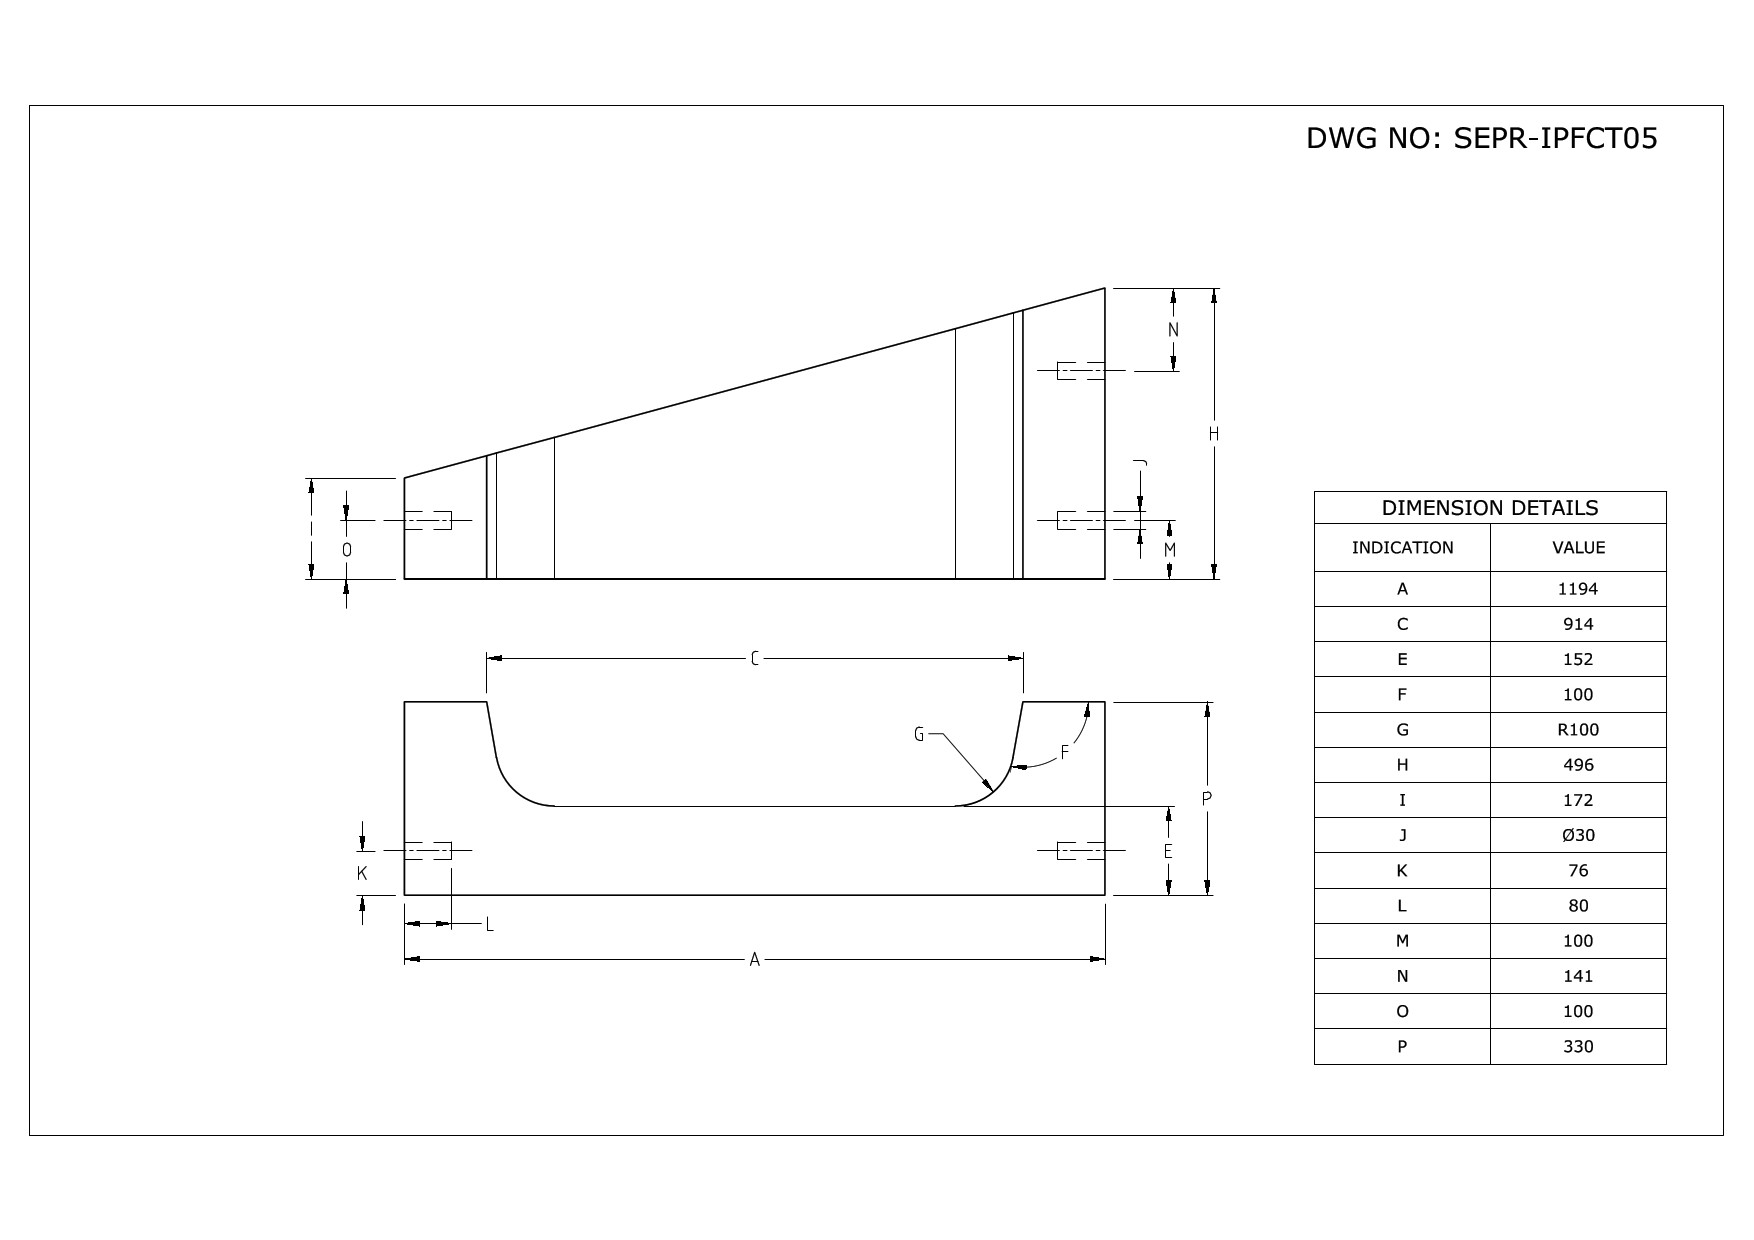 DWG NO: SEPR-IPFCT05
N
H
J
I
O
M
C
G
F
P
E
K
L
A
DIMENSION DETAILS
INDICATION VALUE
A 1194
C 914
E 152
F 100
G R100
H 496
I 172
J Ø30
K 76
L 80
M 100
N 141
O 100
P 330